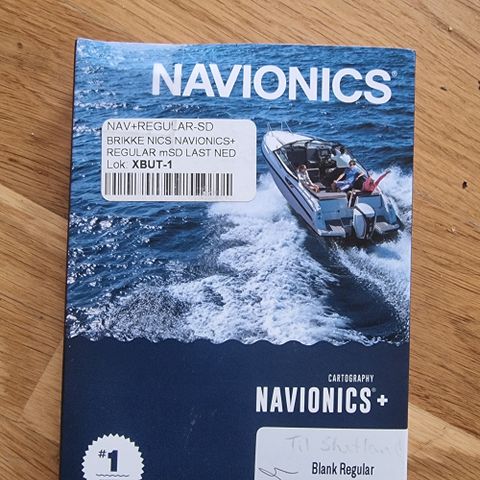 NAVIONICS®
NAV+REGULAR-SD
BRIKKE NICS NAVIONICS+
REGULAR mSD LAST NED
Lok: XBUT-1
CARTOGRAPHY
NAVIONICS®+
#1
Til Shetland
Blank Regular